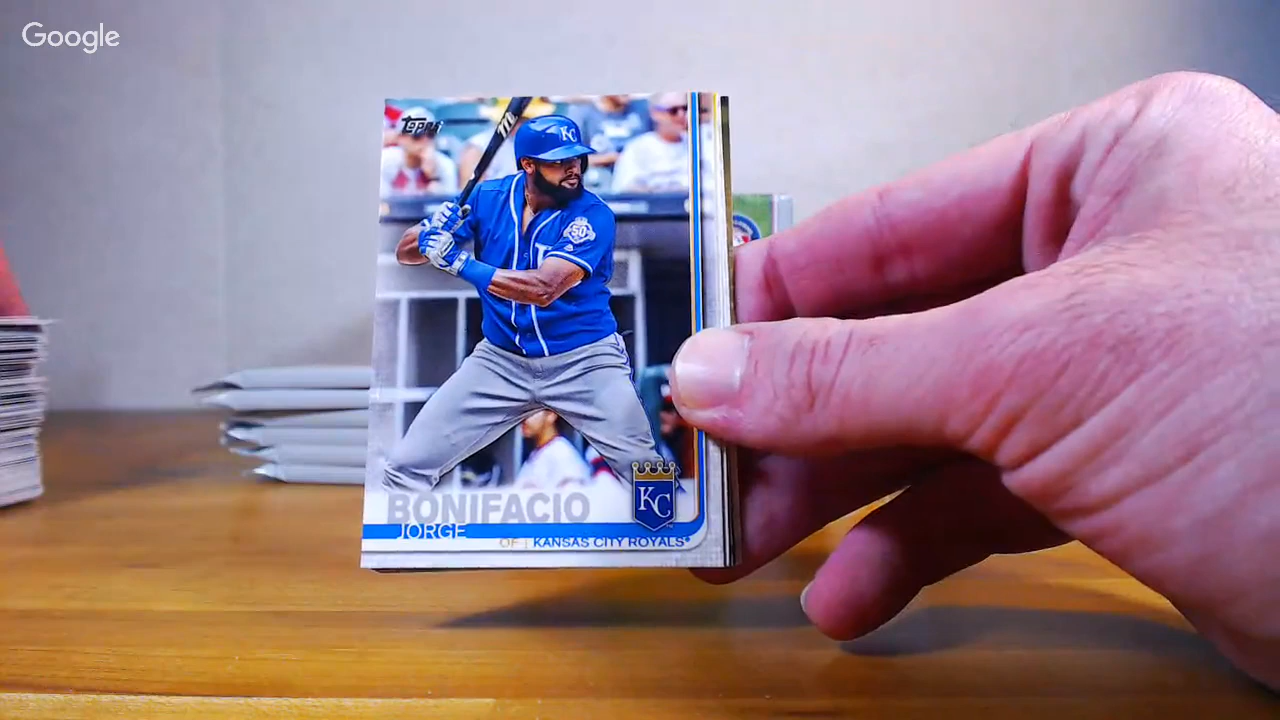 Google
Topps
KC
50
BONIFACIO
JORGE
KC
OF | KANSAS CITY ROYALS®